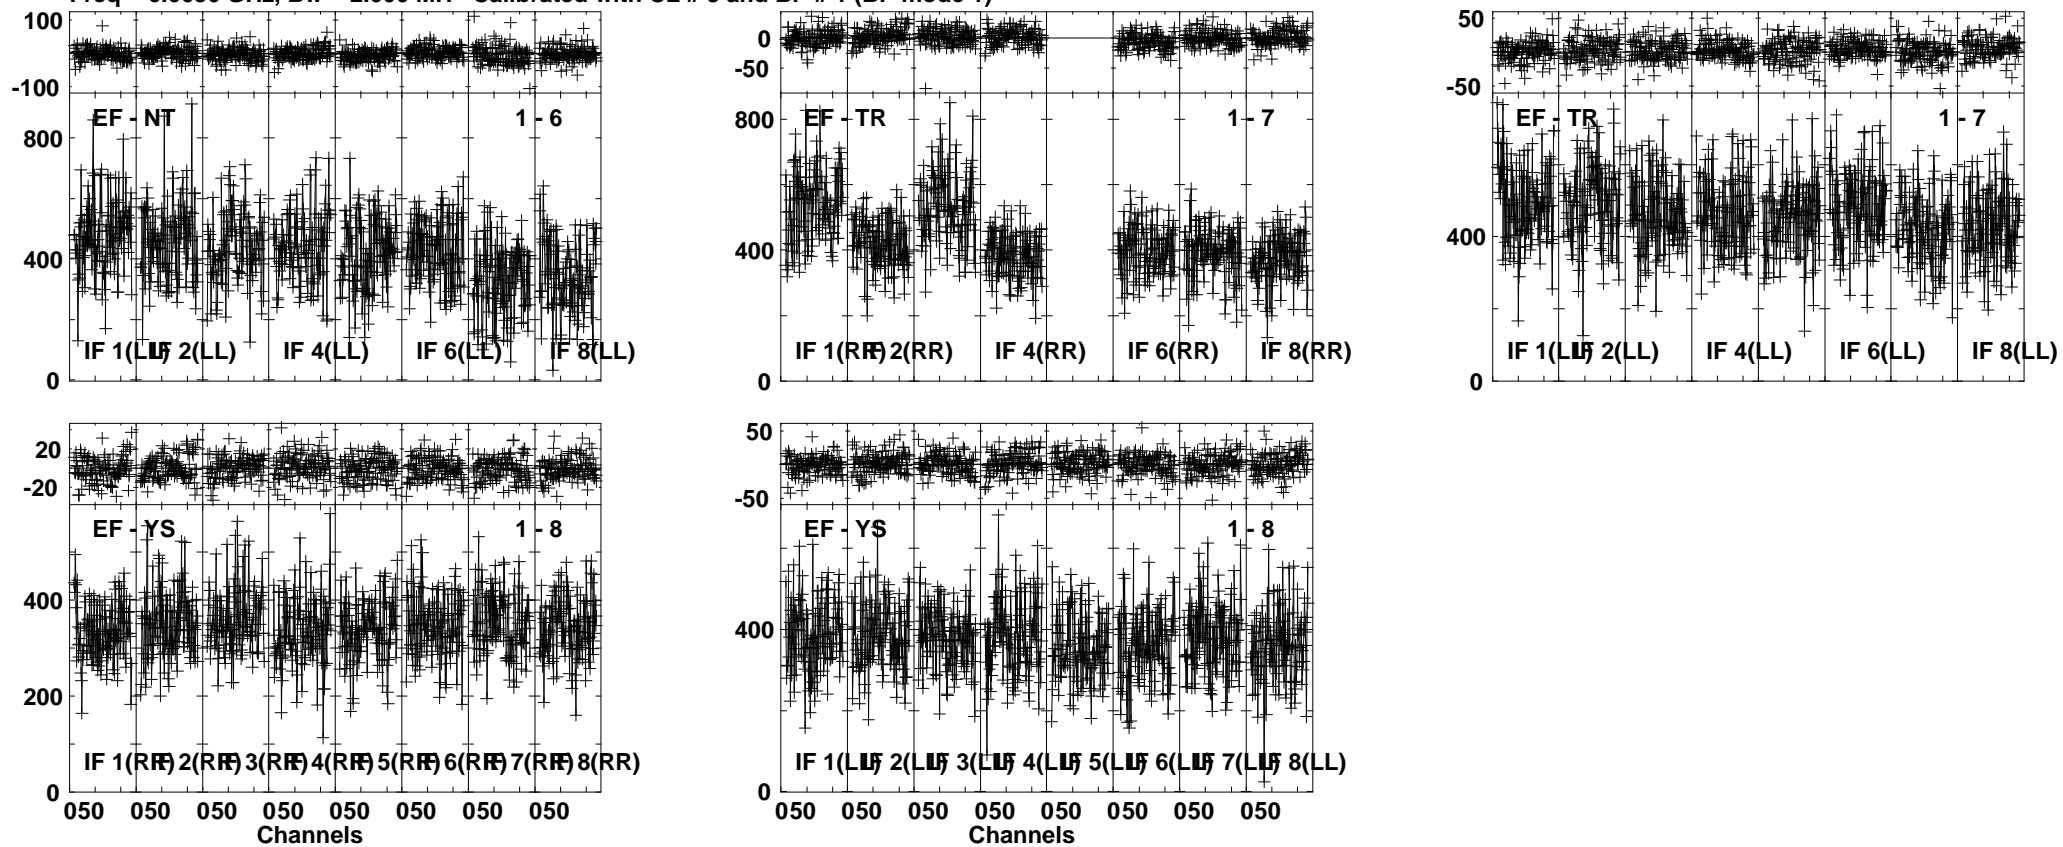 100
-100
EF - NT 1 - 6
800
400
0
IF 1(LL) IF 2(LL) IF 4(LL) IF 6(LL) IF 8(LL)
0
-50
EF - TR 1 - 7
800
400
0
IF 1(RR) IF 2(RR) IF 4(RR) IF 6(RR) IF 8(RR)
50
-50
EF - TR 1 - 7
400
0
IF 1(LL) IF 2(LL) IF 4(LL) IF 6(LL) IF 8(LL)
20
-20
EF - YS 1 - 8
400
200
0
IF 1(RR) IF 2(RR) IF 3(RR) IF 4(RR) IF 5(RR) IF 6(RR) IF 7(RR) IF 8(RR)
050 050 050 050 050 050 050 050
Channels
50
-50
EF - YS 1 - 8
400
0
IF 1(LL) IF 2(LL) IF 3(LL) IF 4(LL) IF 5(LL) IF 6(LL) IF 7(LL) IF 8(LL)
050 050 050 050 050 050 050 050
Channels